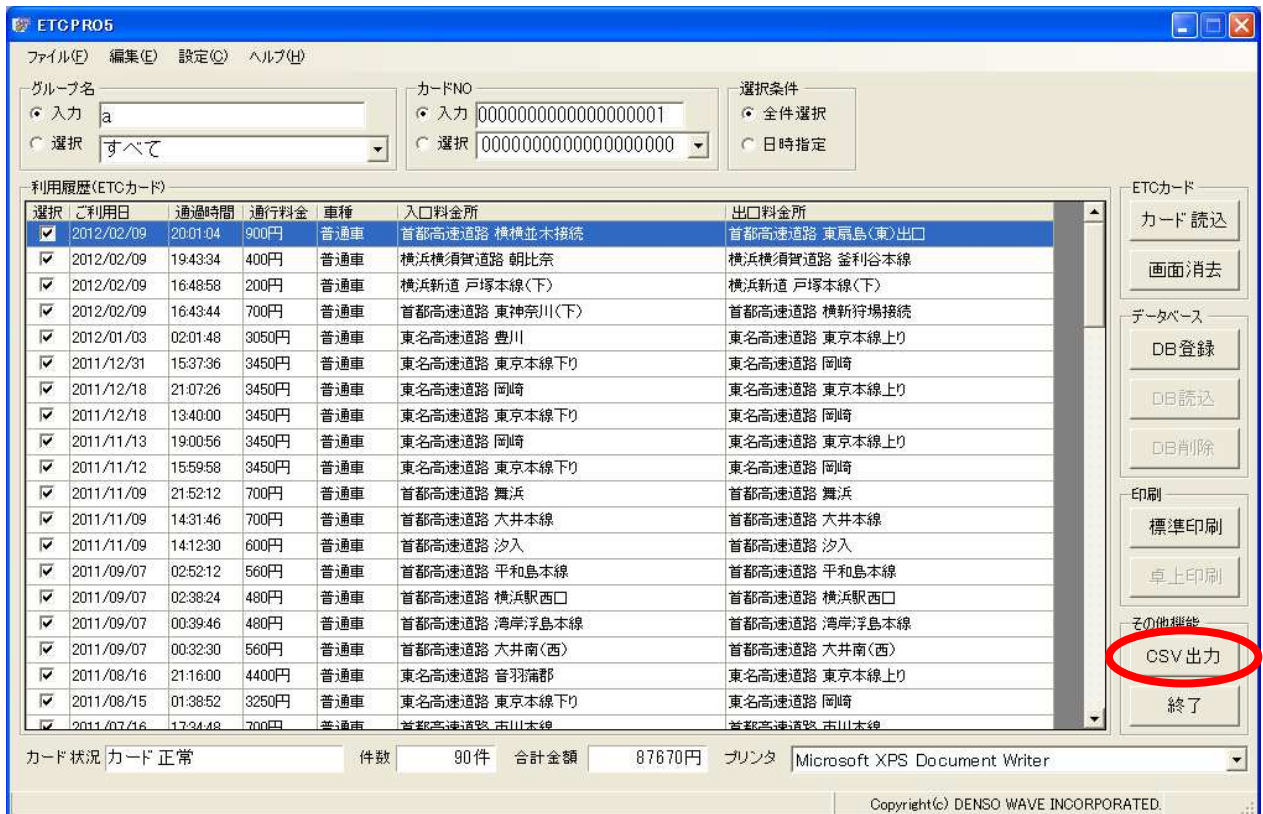 ETCPRO5
ファイル(F) 編集(E) 設定(C) ヘルプ(H)
グループ名 カードNO 選択条件
入力 a 入力 0000000000000000001 全件選択
選択 すべて 選択 0000000000000000000 日時指定
利用履歴(ETCカード) ETCカード
選択 ご利用日 通過時間 通行料金 車種 入口料金所 出口料金所
2012/02/09 20:01:04 900円 普通車 首都高速道路 横横並木接続 首都高速道路 東扇島(東)出口
2012/02/09 19:43:34 400円 普通車 横浜横須賀道路 朝比奈 横浜横須賀道路 釜利谷本線
2012/02/09 16:48:58 200円 普通車 横浜新道 戸塚本線(下) 横浜新道 戸塚本線(下)
2012/02/09 16:43:44 700円 普通車 首都高速道路 東神奈川(下) 首都高速道路 横新狩場接続
2012/01/03 02:01:48 3050円 普通車 東名高速道路 豊川 東名高速道路 東京本線上り
2011/12/31 15:37:36 3450円 普通車 東名高速道路 東京本線下り 東名高速道路 岡崎
2011/12/18 21:07:26 3450円 普通車 東名高速道路 岡崎 東名高速道路 東京本線上り
2011/12/18 13:40:00 3450円 普通車 東名高速道路 東京本線下り 東名高速道路 岡崎
2011/11/13 19:00:56 3450円 普通車 東名高速道路 岡崎 東名高速道路 東京本線上り
2011/11/12 15:59:58 3450円 普通車 東名高速道路 東京本線下り 東名高速道路 岡崎
2011/11/09 21:52:12 700円 普通車 首都高速道路 舞浜 首都高速道路 舞浜
2011/11/09 14:31:46 700円 普通車 首都高速道路 大井本線 首都高速道路 大井本線
2011/11/09 14:12:30 600円 普通車 首都高速道路 汐入 首都高速道路 汐入
2011/09/07 02:52:12 560円 普通車 首都高速道路 平和島本線 首都高速道路 平和島本線
2011/09/07 02:38:24 480円 普通車 首都高速道路 横浜駅西口 首都高速道路 横浜駅西口
2011/09/07 00:39:46 480円 普通車 首都高速道路 湾岸浮島本線 首都高速道路 湾岸浮島本線
2011/09/07 00:32:30 560円 普通車 首都高速道路 大井南(西) 首都高速道路 大井南(西)
2011/08/16 21:16:00 4400円 普通車 東名高速道路 音羽蒲郡 東名高速道路 東京本線上り
2011/08/15 01:38:52 3250円 普通車 東名高速道路 東京本線下り 東名高速道路 岡崎
2011/07/16 17:34:48 700円 普通車 首都高速道路 市川本線 首都高速道路 市川本線
カード読込
画面消去
データベース
DB登録
DB読込
DB削除
印刷
標準印刷
卓上印刷
その他機能
CSV出力
終了
カード状況 カード正常 件数 90件 合計金額 87670円 プリンタ Microsoft XPS Document Writer
Copyright(c) DENSO WAVE INCORPORATED.